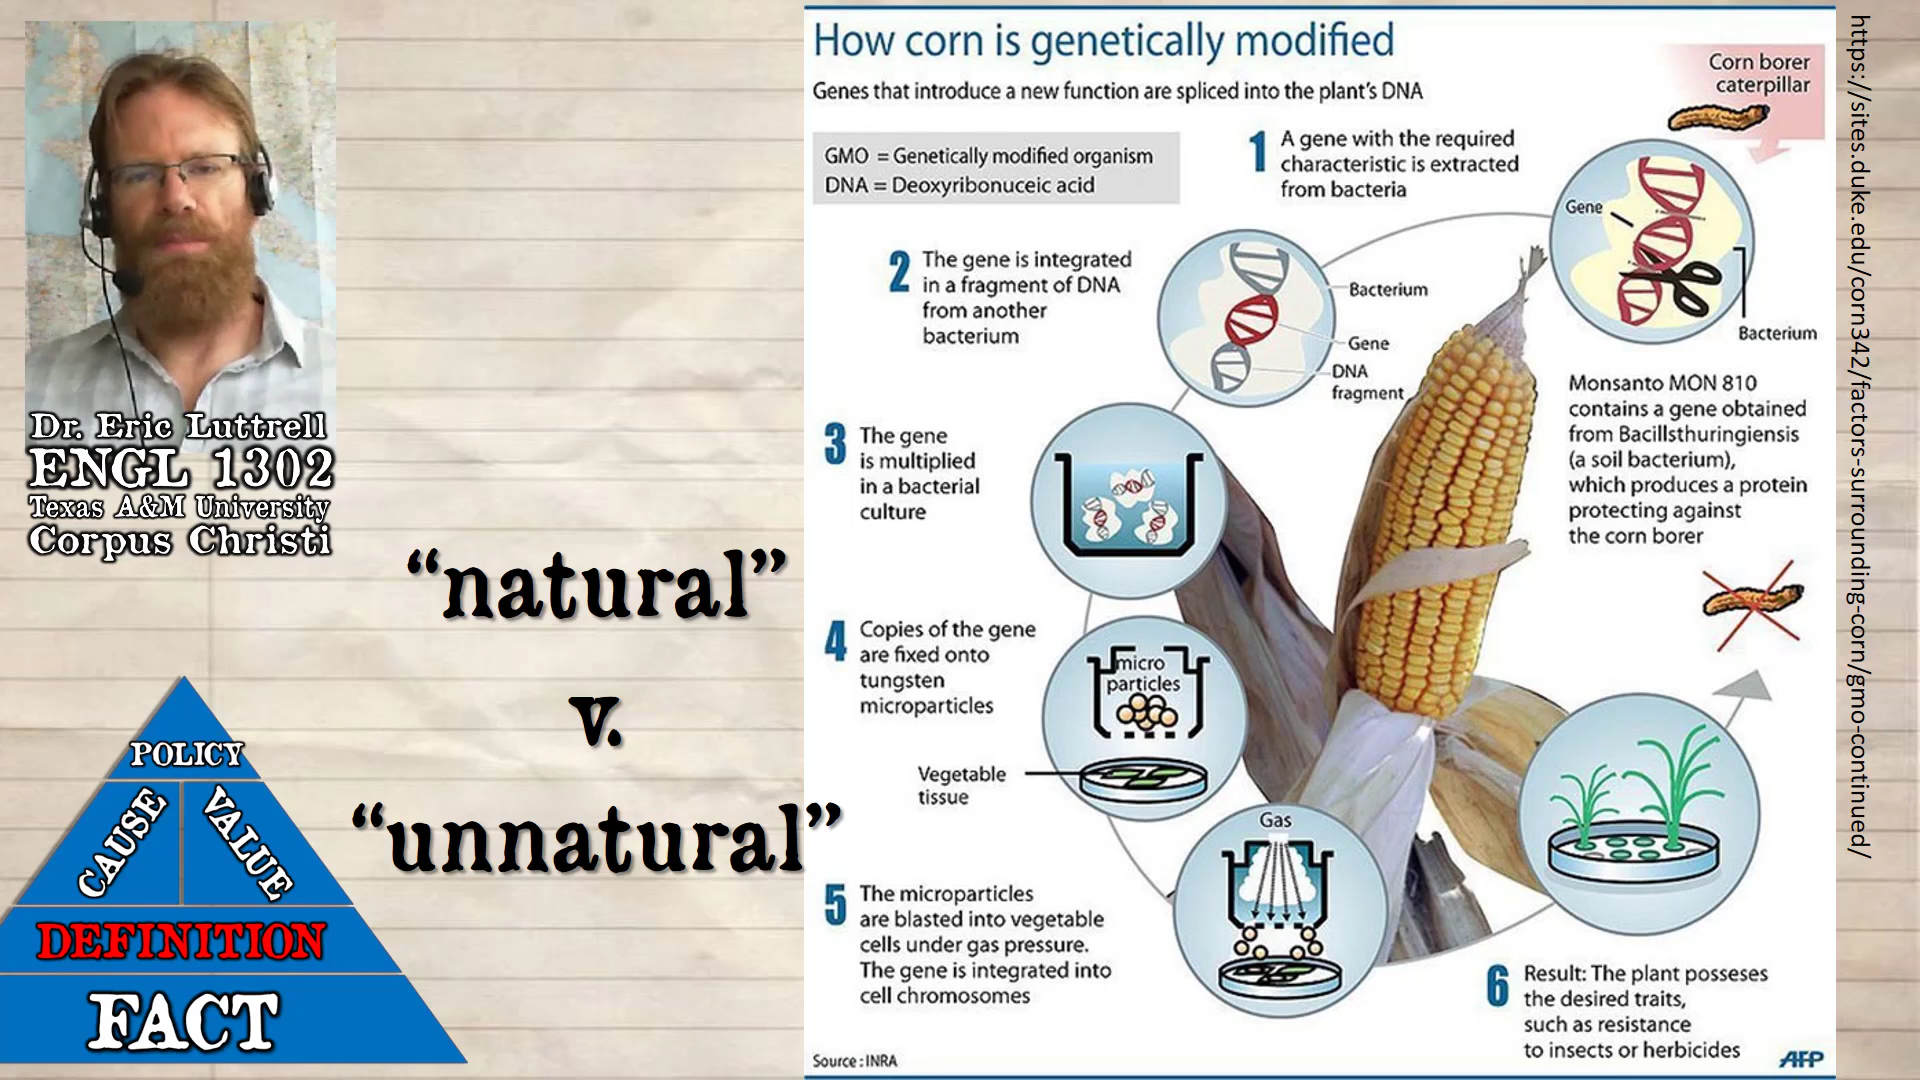 Dr. Eric Luttrell
ENGL 1302
Texas A&M University
Corpus Christi
“natural”
v.
“unnatural”
POLICY
CAUSE
VALUE
DEFINITION
FACT
How corn is genetically modified
Genes that introduce a new function are spliced into the plant's DNA
GMO = Genetically modified organism
DNA = Deoxyribonuceic acid
Corn borer
caterpillar
1
A gene with the required
characteristic is extracted
from bacteria
Gene
Bacterium
2
The gene is integrated
in a fragment of DNA
from another
bacterium
Bacterium
Gene
DNA
fragment
Monsanto MON 810
contains a gene obtained
from Bacillsthuringiensis
(a soil bacterium),
which produces a protein
protecting against
the corn borer
3
The gene
is multiplied
in a bacterial
culture
4
Copies of the gene
are fixed onto
tungsten
microparticles
micro
particles
Vegetable
tissue
5
The microparticles
are blasted into vegetable
cells under gas pressure.
The gene is integrated into
cell chromosomes
Gas
6
Result: The plant posseses
the desired traits,
such as resistance
to insects or herbicides
Source : INRA
AFP
https://sites.duke.edu/corn342/factors-surrounding-corn/gmo-continued/